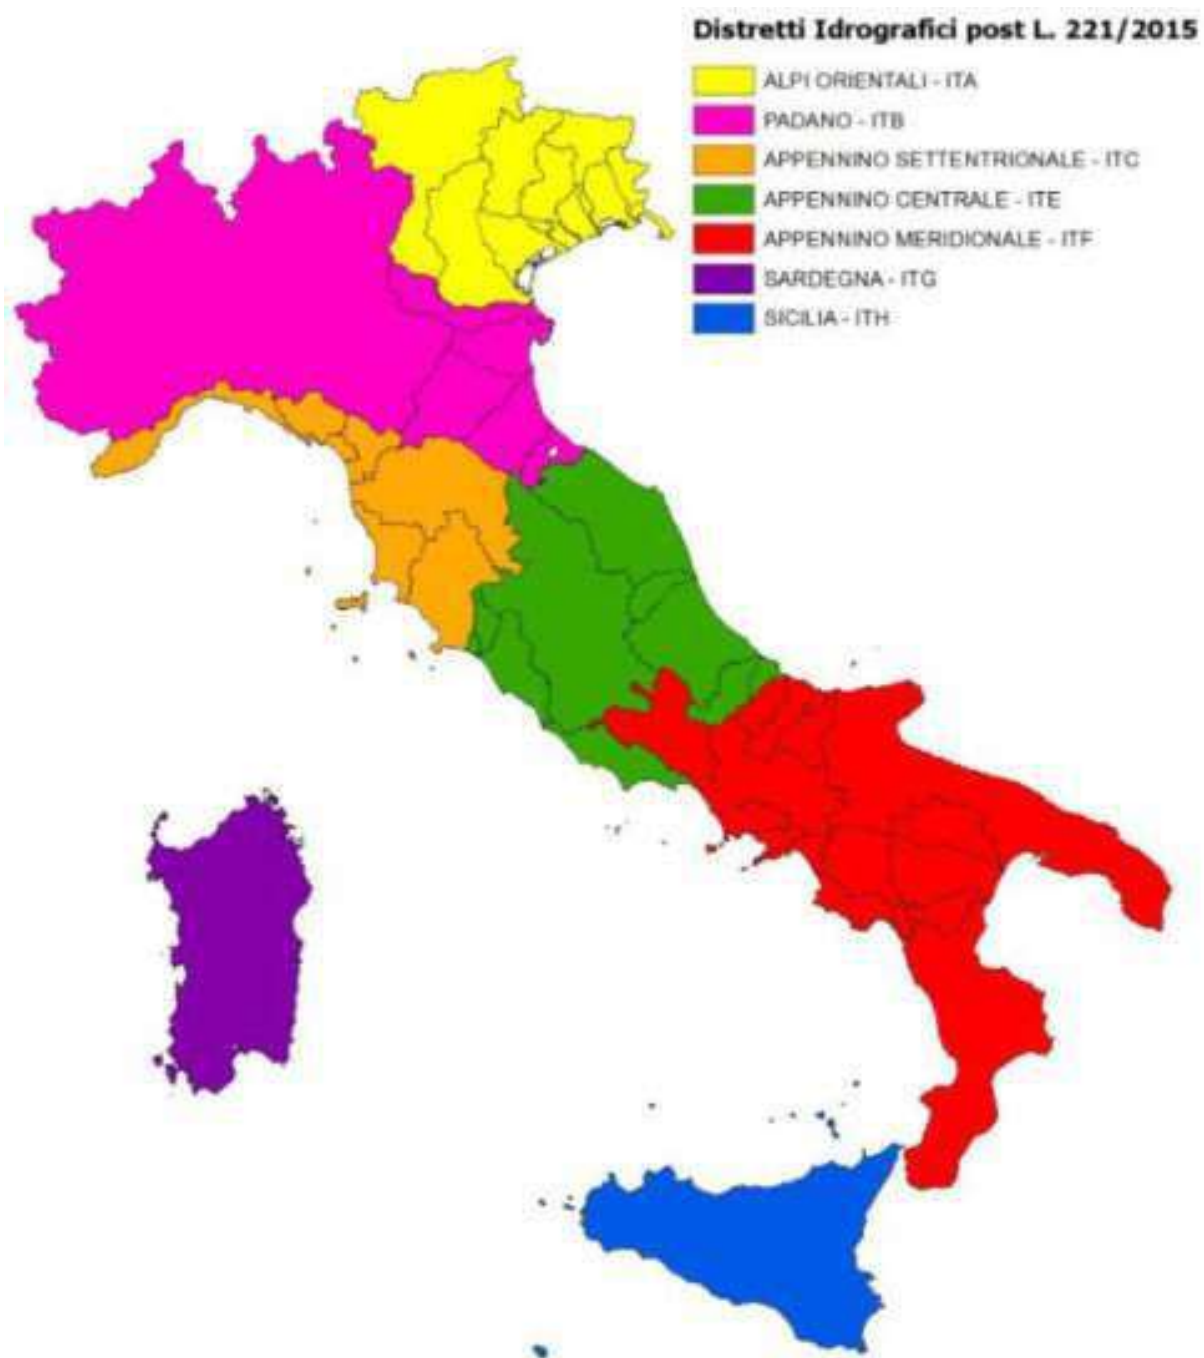 Distretti Idrografici post L. 221/2015
ALPI ORIENTALI - ITA
PADANO - ITB
APPENNINO SETTENTRIONALE - ITC
APPENNINO CENTRALE - ITE
APPENNINO MERIDIONALE - ITF
SARDEGNA - ITG
SICILIA - ITH